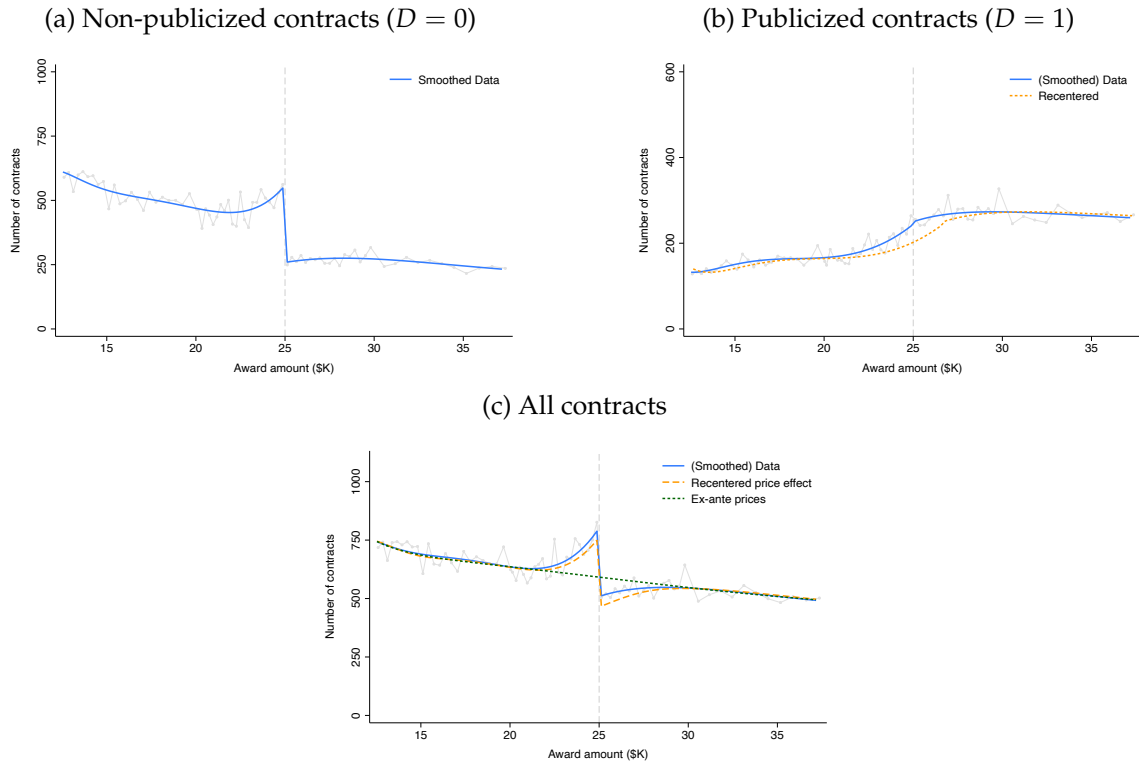 (a) Non-publicized contracts (D = 0)
1000
750
500
250
0
Number of contracts
15
20
25
30
35
Award amount ($K)
Smoothed Data
(b) Publicized contracts (D = 1)
600
400
200
0
Number of contracts
15
20
25
30
35
Award amount ($K)
(Smoothed) Data
Recentered
(c) All contracts
1000
750
500
250
0
Number of contracts
15
20
25
30
35
Award amount ($K)
(Smoothed) Data
Recentered price effect
Ex-ante prices